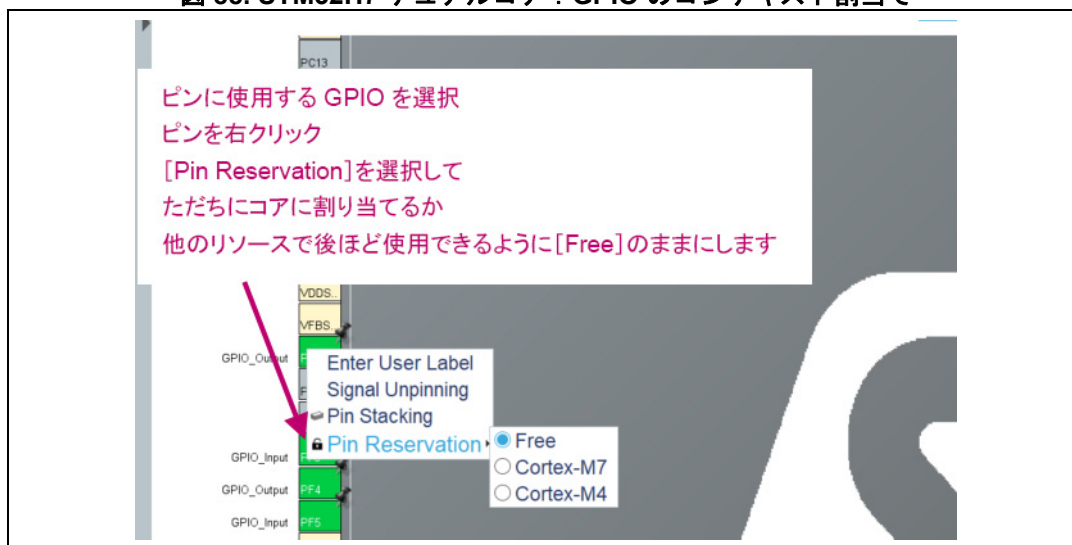 PC13
ピンに使用する GPIO を選択
ピンを右クリック
[Pin Reservation]を選択して
ただちにコアに割り当てるか
他のリソースで後ほど使用できるように[Free]のままにします
VDDS..
VFBS..
GPIO_Output
Enter User Label
Signal Unpinning
Pin Stacking
Pin Reservation
Free
Cortex-M7
Cortex-M4
GPIO_Input
GPIO_Output PF4
GPIO_Input PF5